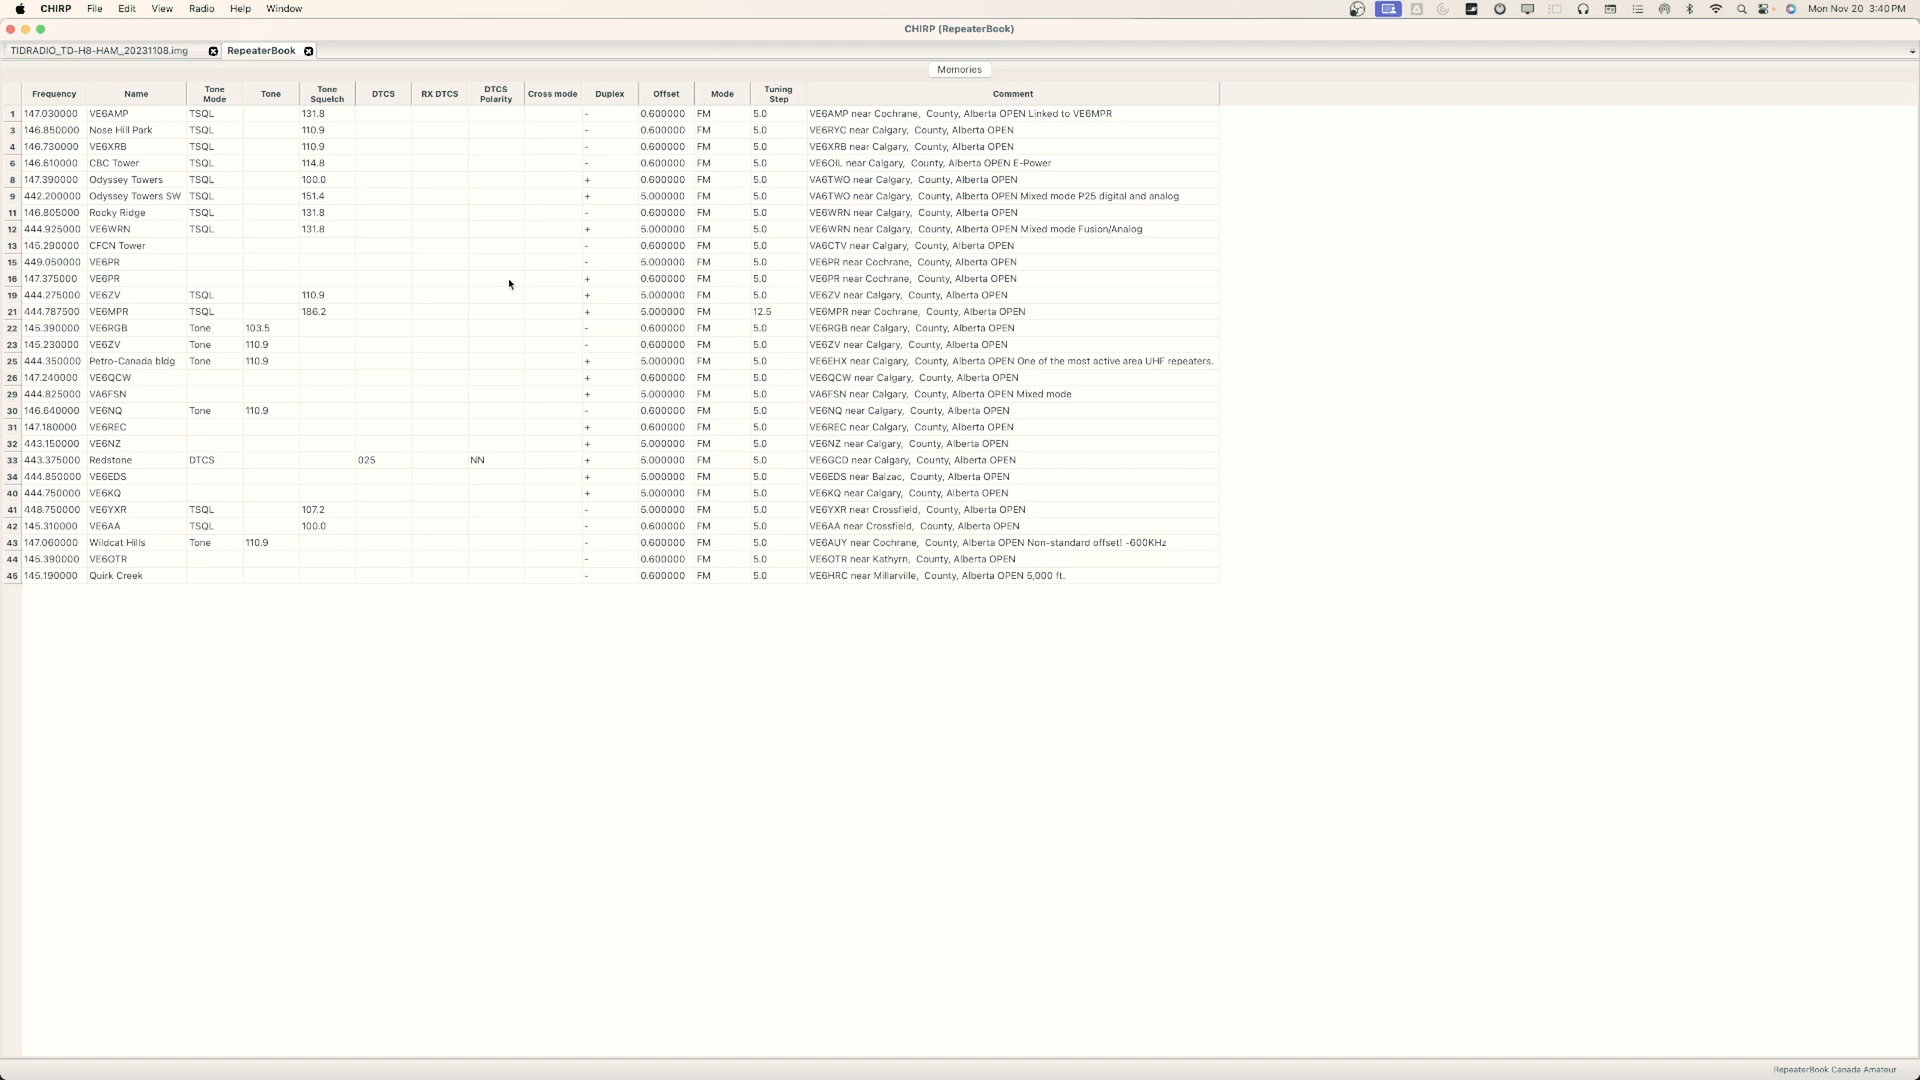 CHIRP File Edit View Radio Help Window Mon Nov 20 3:40 PM
CHIRP (RepeaterBook)
TIDRADIO_TD-H8-HAM_20231108.img RepeaterBook
Memories
Frequency Name Tone Mode Tone Tone Squelch DTCS RX DTCS DTCS Polarity Cross mode Duplex Offset Mode Tuning Step Comment
1 147.030000 VE6AMP TSQL 131.8 - 0.600000 FM 5.0 VE6AMP near Cochrane, County, Alberta OPEN Linked to VE6MPR
3 146.850000 Nose Hill Park TSQL 110.9 - 0.600000 FM 5.0 VE6RYC near Calgary, County, Alberta OPEN
4 146.730000 VE6XRB TSQL 110.9 - 0.600000 FM 5.0 VE6XRB near Calgary, County, Alberta OPEN
6 146.610000 CBC Tower TSQL 114.8 - 0.600000 FM 5.0 VE6OIL near Calgary, County, Alberta OPEN E-Power
8 147.390000 Odyssey Towers TSQL 100.0 + 0.600000 FM 5.0 VA6TWO near Calgary, County, Alberta OPEN
9 442.200000 Odyssey Towers SW TSQL 151.4 + 5.000000 FM 5.0 VA6TWO near Calgary, County, Alberta OPEN Mixed mode P25 digital and analog
11 146.805000 Rocky Ridge TSQL 131.8 - 0.600000 FM 5.0 VE6WRN near Calgary, County, Alberta OPEN
12 444.925000 VE6WRN TSQL 131.8 + 5.000000 FM 5.0 VE6WRN near Calgary, County, Alberta OPEN Mixed mode Fusion/Analog
13 145.290000 CFCN Tower - 0.600000 FM 5.0 VA6CTV near Calgary, County, Alberta OPEN
15 449.050000 VE6PR - 5.000000 FM 5.0 VE6PR near Cochrane, County, Alberta OPEN
16 147.375000 VE6PR + 0.600000 FM 5.0 VE6PR near Cochrane, County, Alberta OPEN
19 444.275000 VE6ZV TSQL 110.9 + 5.000000 FM 5.0 VE6ZV near Calgary, County, Alberta OPEN
21 444.787500 VE6MPR TSQL 186.2 + 5.000000 FM 12.5 VE6MPR near Cochrane, County, Alberta OPEN
22 145.390000 VE6RGB Tone 103.5 - 0.600000 FM 5.0 VE6RGB near Calgary, County, Alberta OPEN
23 145.230000 VE6ZV Tone 110.9 - 0.600000 FM 5.0 VE6ZV near Calgary, County, Alberta OPEN
25 444.350000 Petro-Canada bldg Tone 110.9 + 5.000000 FM 5.0 VE6EHX near Calgary, County, Alberta OPEN One of the most active area UHF repeaters.
26 147.240000 VE6QCW + 0.600000 FM 5.0 VE6QCW near Calgary, County, Alberta OPEN
29 444.825000 VA6FSN + 5.000000 FM 5.0 VA6FSN near Calgary, County, Alberta OPEN Mixed mode
30 146.640000 VE6NQ Tone 110.9 - 0.600000 FM 5.0 VE6NQ near Calgary, County, Alberta OPEN
31 147.180000 VE6REC + 0.600000 FM 5.0 VE6REC near Calgary, County, Alberta OPEN
32 443.150000 VE6NZ + 5.000000 FM 5.0 VE6NZ near Calgary, County, Alberta OPEN
33 443.375000 Redstone DTCS 025 NN + 5.000000 FM 5.0 VE6GCD near Calgary, County, Alberta OPEN
34 444.850000 VE6EDS + 5.000000 FM 5.0 VE6EDS near Balzac, County, Alberta OPEN
40 444.750000 VE6KQ + 5.000000 FM 5.0 VE6KQ near Calgary, County, Alberta OPEN
41 448.750000 VE6YXR TSQL 107.2 - 5.000000 FM 5.0 VE6YXR near Crossfield, County, Alberta OPEN
42 145.310000 VE6AA TSQL 100.0 - 0.600000 FM 5.0 VE6AA near Crossfield, County, Alberta OPEN
43 147.060000 Wildcat Hills Tone 110.9 - 0.600000 FM 5.0 VE6AUY near Cochrane, County, Alberta OPEN Non-standard offset! -600KHz
44 145.390000 VE6OTR - 0.600000 FM 5.0 VE6OTR near Kathyrn, County, Alberta OPEN
46 145.190000 Quirk Creek - 0.600000 FM 5.0 VE6HRC near Millarville, County, Alberta OPEN 5,000 ft.
RepeaterBook Canada Amateur